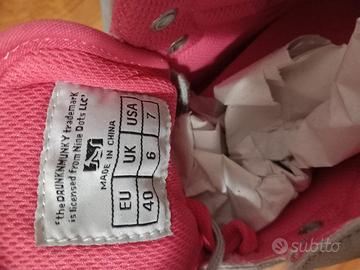 "the DRUNKNMUNKY trademark
is licensed from Nine Dots LLC"
MADE IN CHINA
EU UK USA
40 6 7
subito